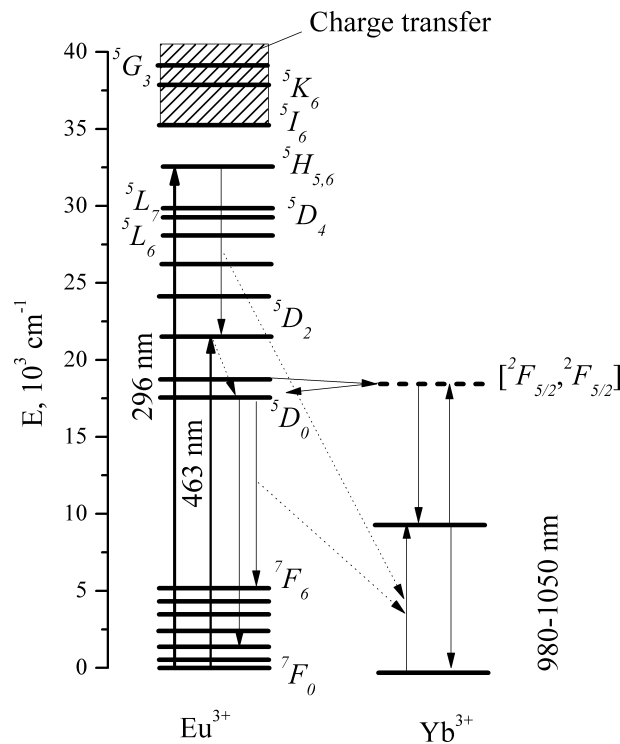 Charge transfer
40
⁵G₃
⁵K₆
35
⁵I₆
⁵H₅,₆
30
⁵L₇
⁵D₄
⁵L₆
25
E, 10³ cm⁻¹
⁵D₂
20
296 nm
[²F₅/₂,²F₅/₂]
⁵D₀
15
463 nm
10
980-1050 nm
⁷F₆
5
0
⁷F₀
Eu³⁺
Yb³⁺